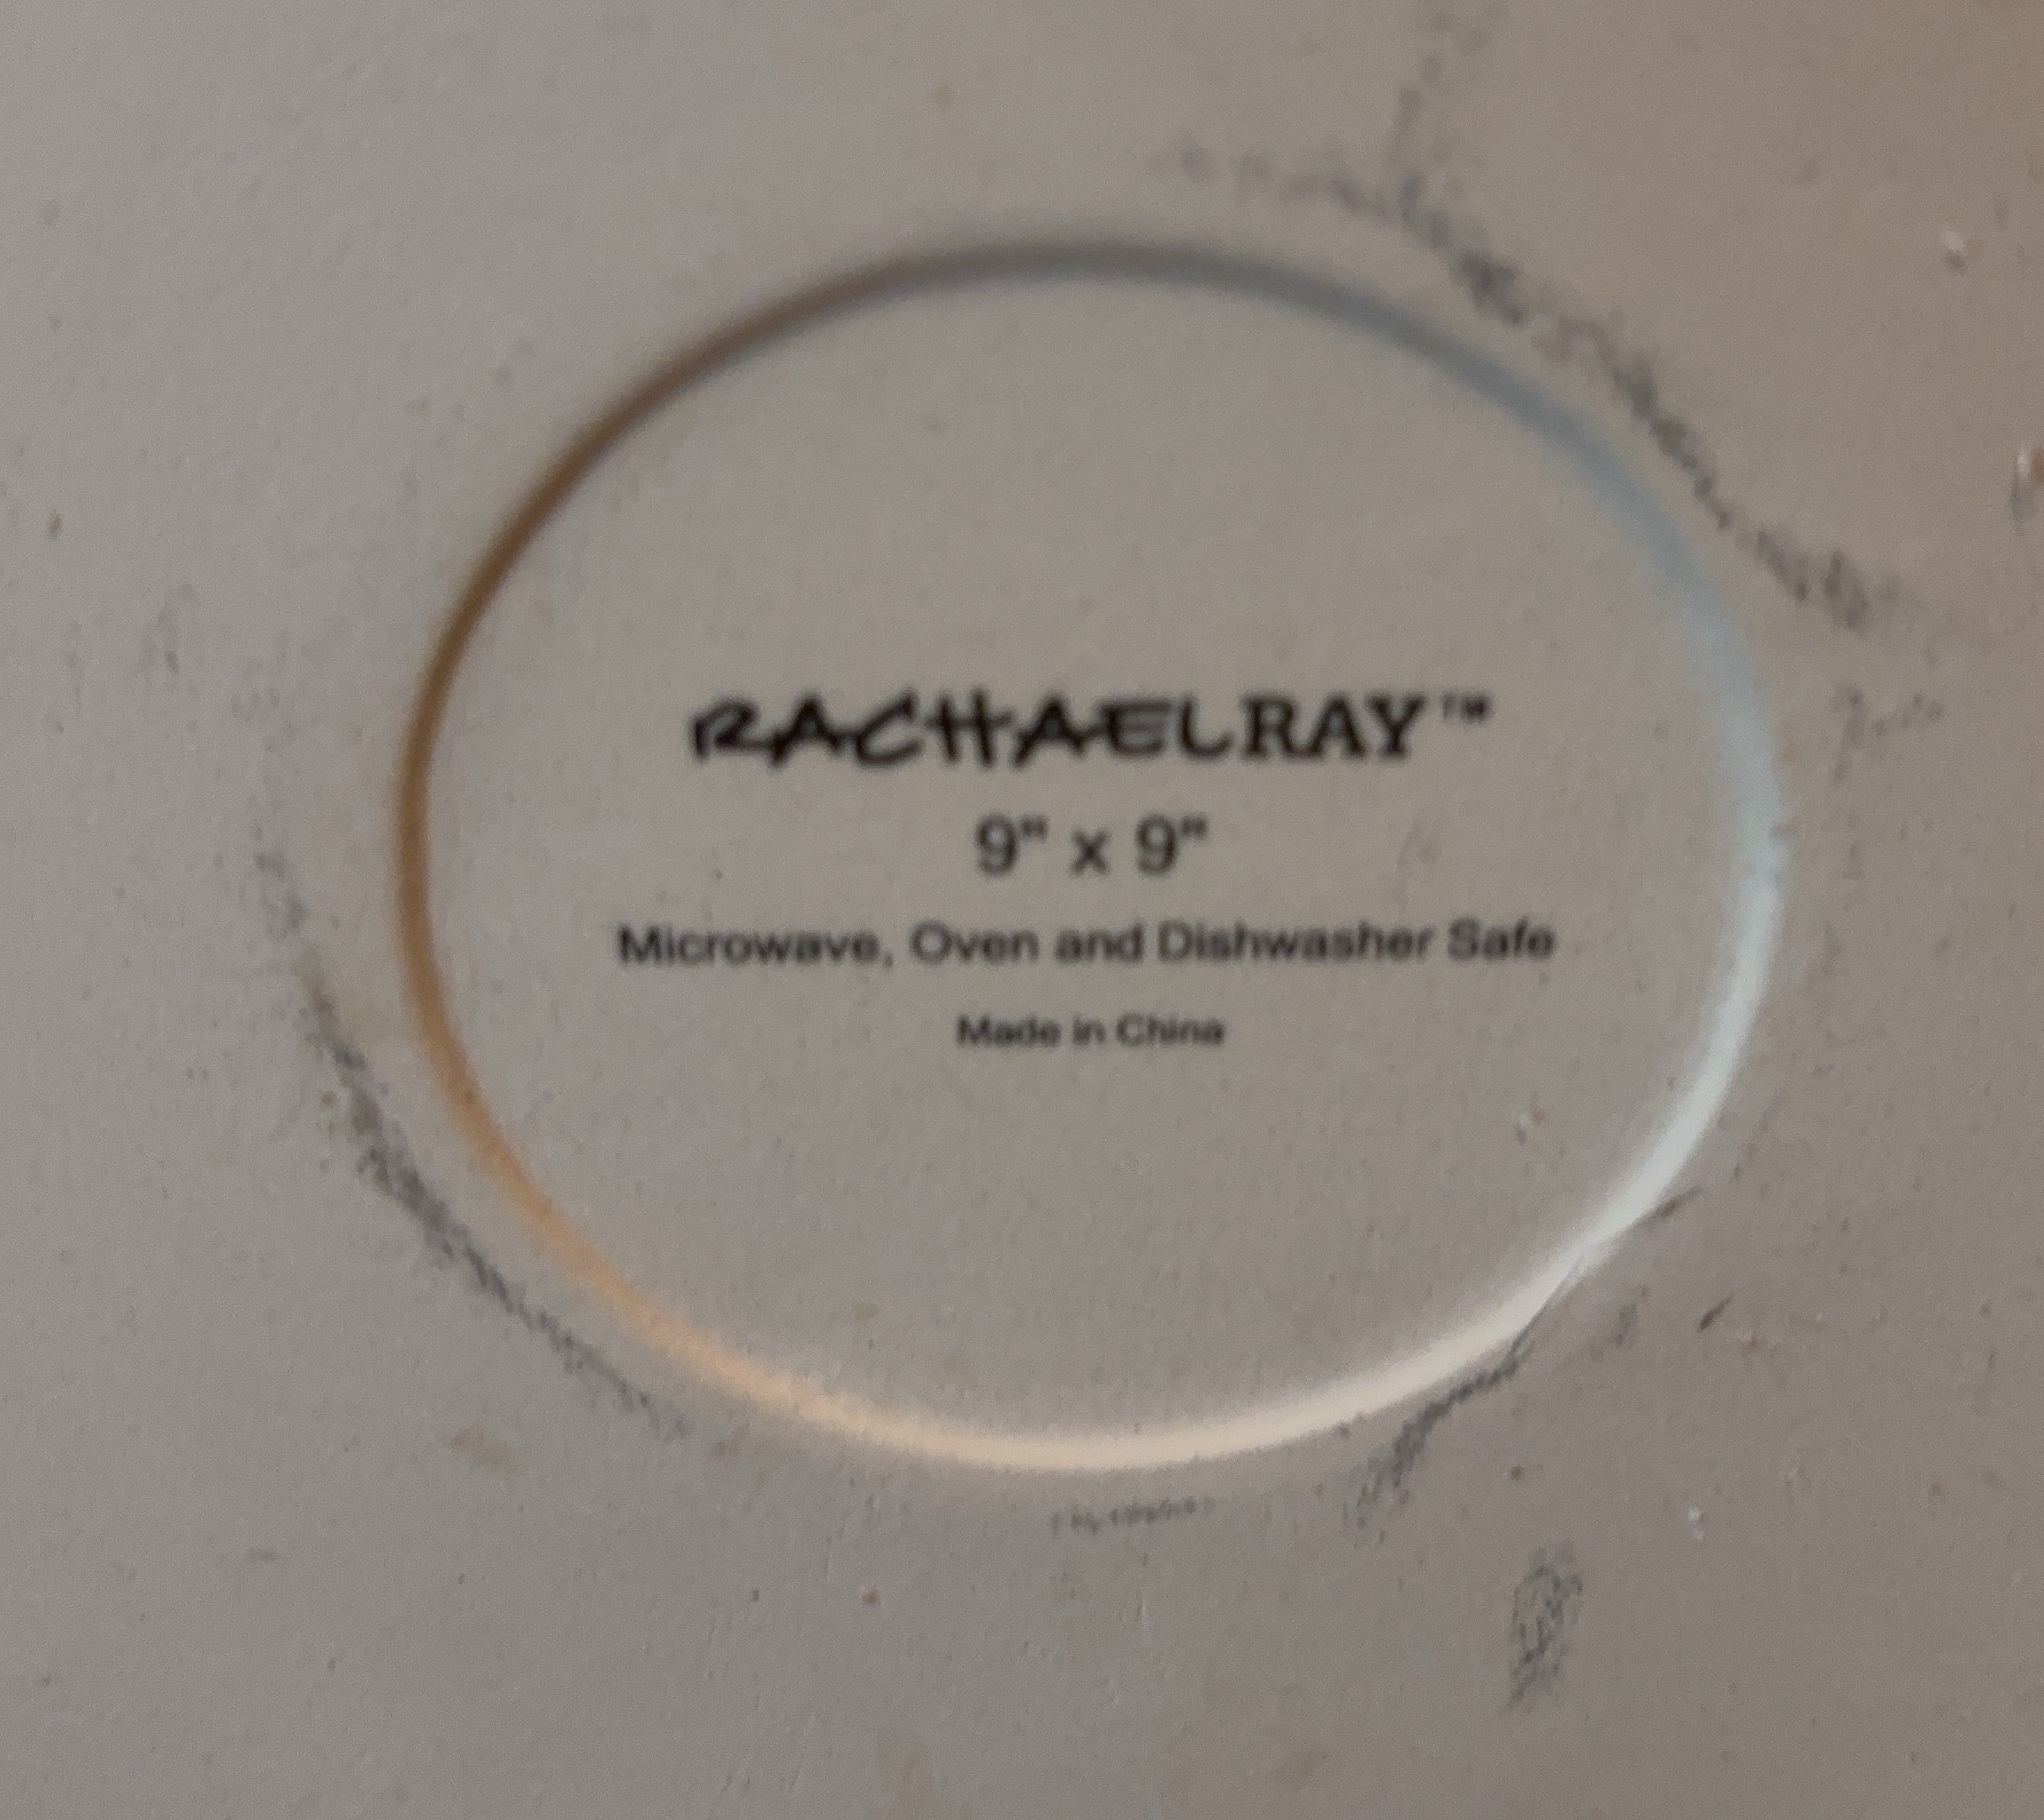 RACHAELRAY™
9" x 9"
Microwave, Oven and Dishwasher Safe
Made in China